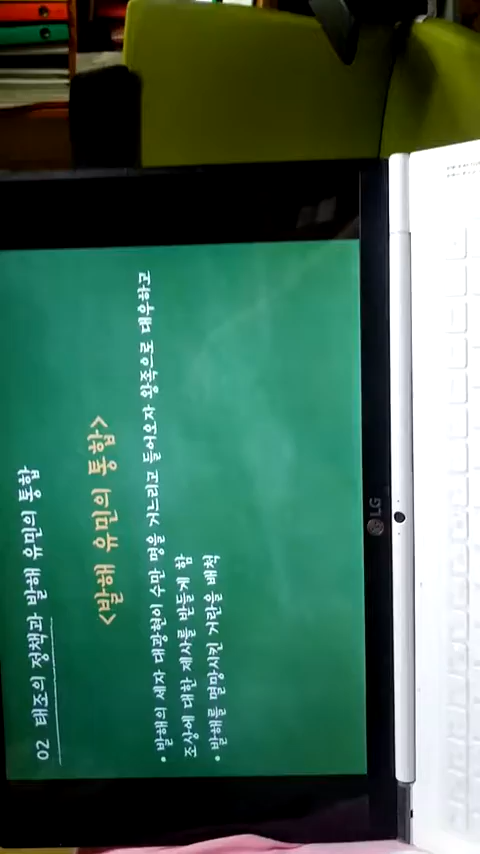 02 태조의 정책과 발해 유민의 통합
<발해 유민의 통합>
• 발해의 세자 대광현이 수만 명을 거느리고 들어오자 왕족으로 대우하고
조상에 대한 제사를 받들게 함
• 발해를 멸망시킨 거란을 배척
LG